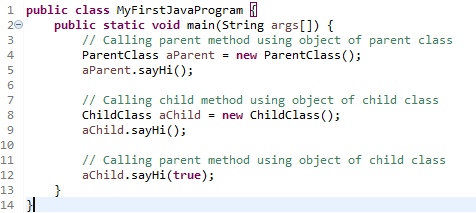 1 public class MyFirstJavaProgram {
2 public static void main(String args[]) {
3 // Calling parent method using object of parent class
4 ParentClass aParent = new ParentClass();
5 aParent.sayHi();
6
7 // Calling child method using object of child class
8 ChildClass aChild = new ChildClass();
9 aChild.sayHi();
10
11 // Calling parent method using object of child class
12 aChild.sayHi(true);
13 }
14 }